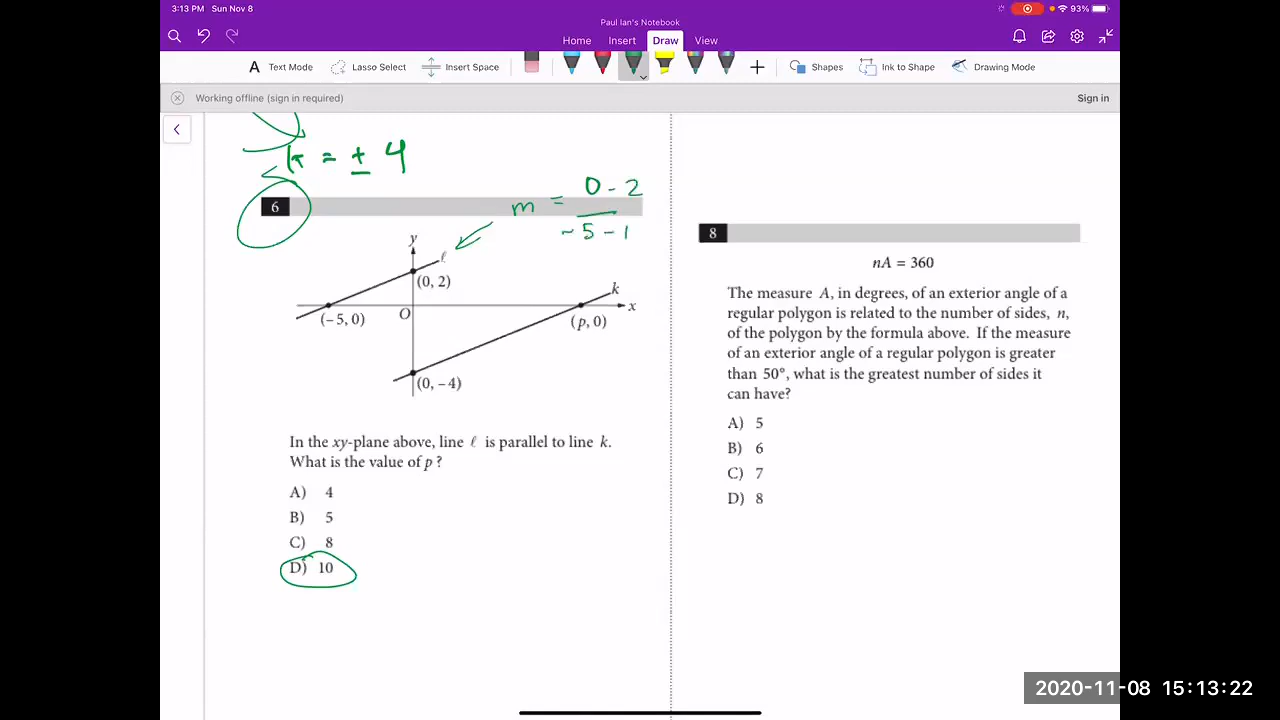 3:13 PM Sun Nov 8
93%
Paul Ian's Notebook
Home Insert Draw View
Text Mode Lasso Select Insert Space Shapes Ink to Shape Drawing Mode
Working offline (sign in required)
Sign in
k = ± 4
6
m = 0 - 2
-5 - 1
y
ℓ
(0, 2)
k
x
(–5, 0)
O
(p, 0)
(0, –4)
In the xy-plane above, line ℓ is parallel to line k.
What is the value of p ?
A) 4
B) 5
C) 8
D) 10
8
nA = 360
The measure A, in degrees, of an exterior angle of a
regular polygon is related to the number of sides, n,
of the polygon by the formula above. If the measure
of an exterior angle of a regular polygon is greater
than 50°, what is the greatest number of sides it
can have?
A) 5
B) 6
C) 7
D) 8
2020-11-08 15:13:22